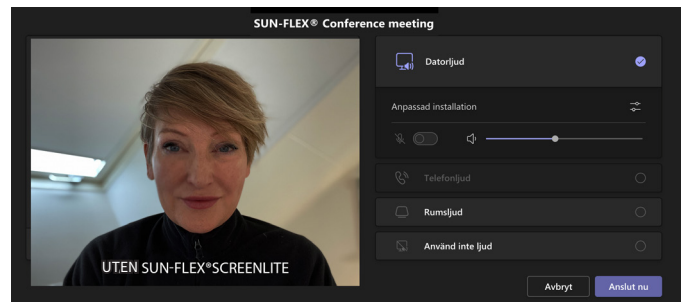 SUN-FLEX® Conference meeting
Datorljud
Anpassad installation
Telefonljud
Rumsljud
Använd inte ljud
UTEN SUN-FLEX®SCREENLITE
Avbryt
Anslut nu